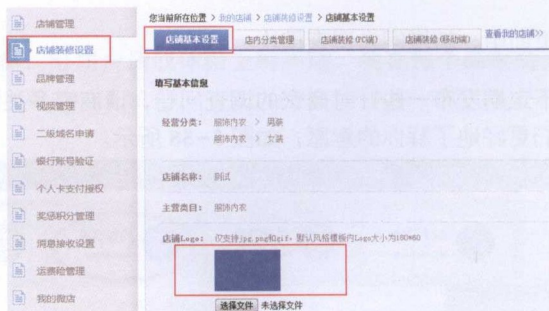 店铺管理
店铺装修设置
品牌管理
视频管理
二级域名申请
银行账号验证
个人卡支付授权
奖惩积分管理
消息接收设置
运费险管理
我的微店
您当前所在位置 > 我的店铺 > 店铺装修设置 > 店铺基本设置
店铺基本设置
店内分类管理
店铺装修(PC端)
店铺装修(移动端)
查看我的店铺>>
填写基本信息
经营分类: 服饰内衣 > 男装
服饰内衣 > 女装
店铺名称: 测试
主营类目: 服饰内衣
店铺Logo: 仅支持jpg,png和gif，默认风格模板内Logo大小为180*60
选择文件 未选择文件